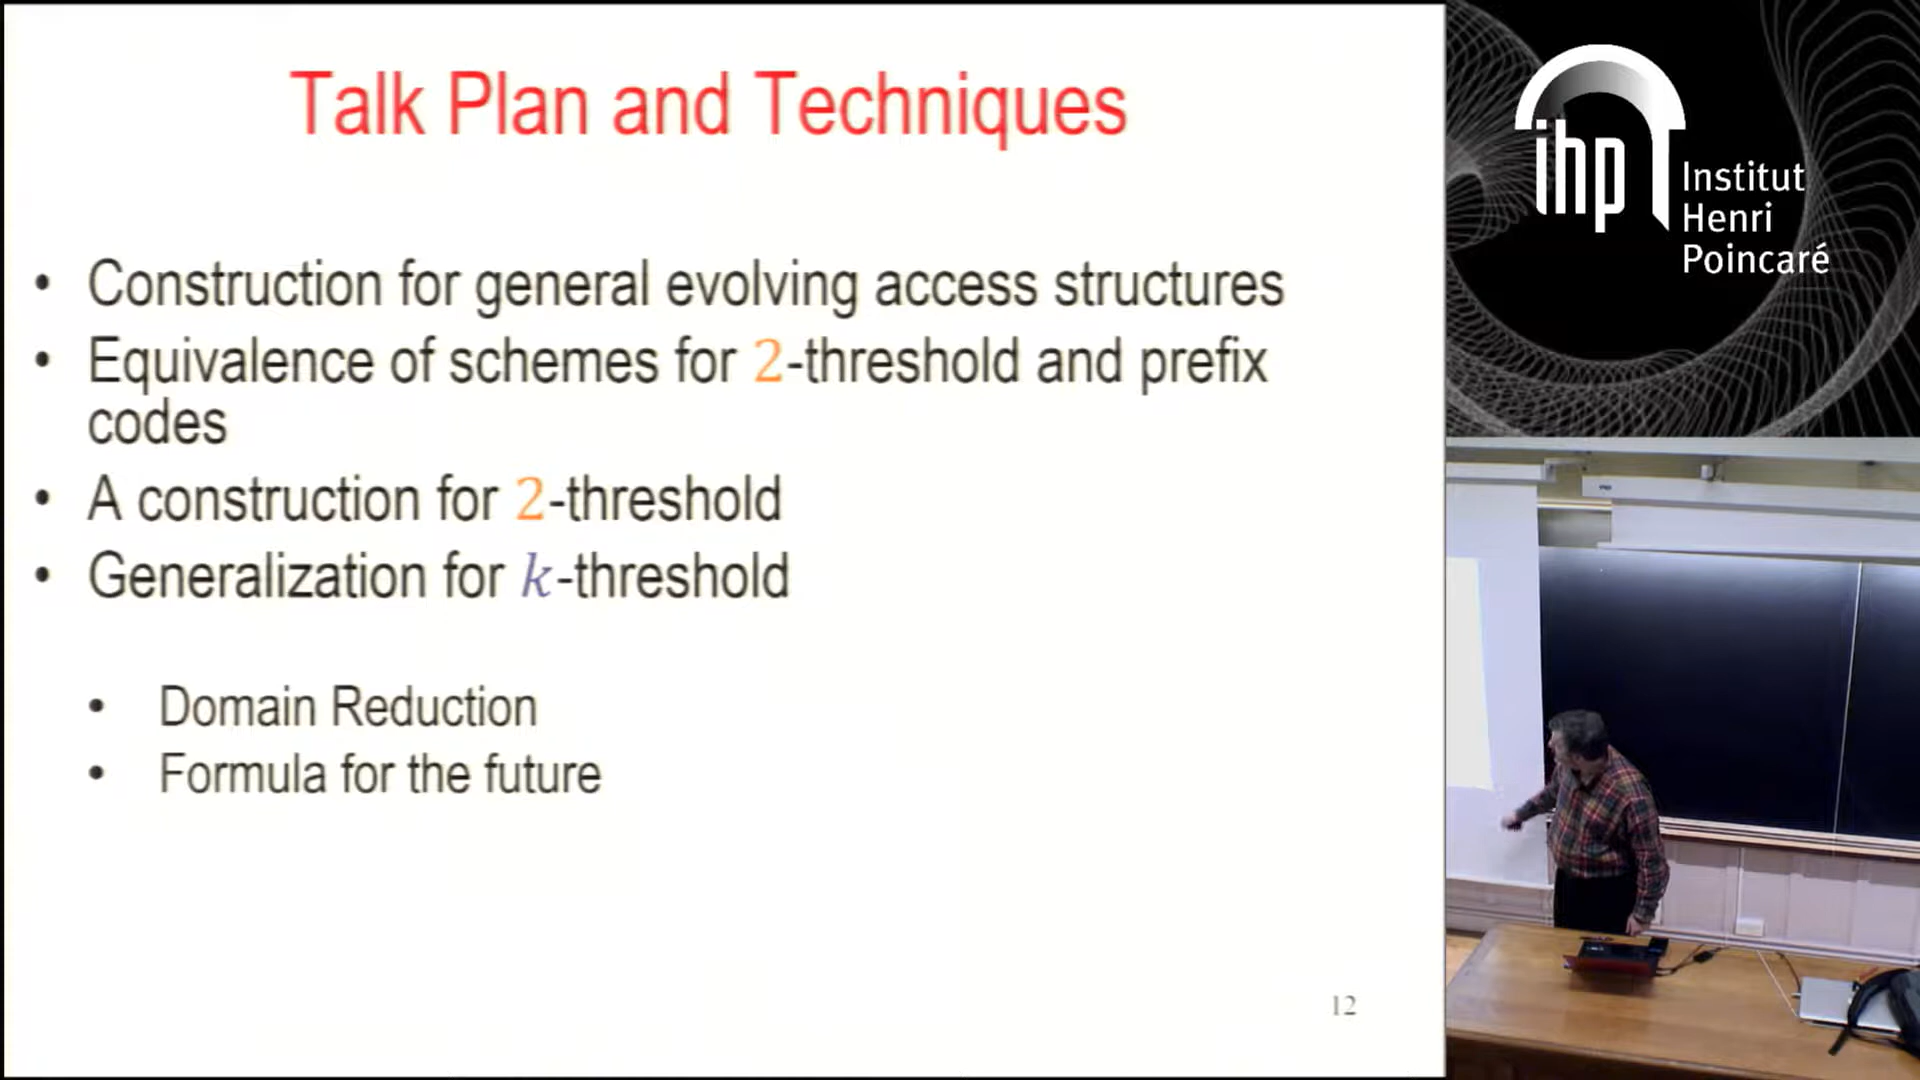 Talk Plan and Techniques
• Construction for general evolving access structures
• Equivalence of schemes for 2-threshold and prefix
codes
• A construction for 2-threshold
• Generalization for k-threshold
• Domain Reduction
• Formula for the future
12
ihp
Institut
Henri
Poincaré